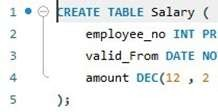 1 CREATE TABLE Salary (
2 employee_no INT PR
3 valid_From DATE NO
4 amount DEC(12 , 2
5 );